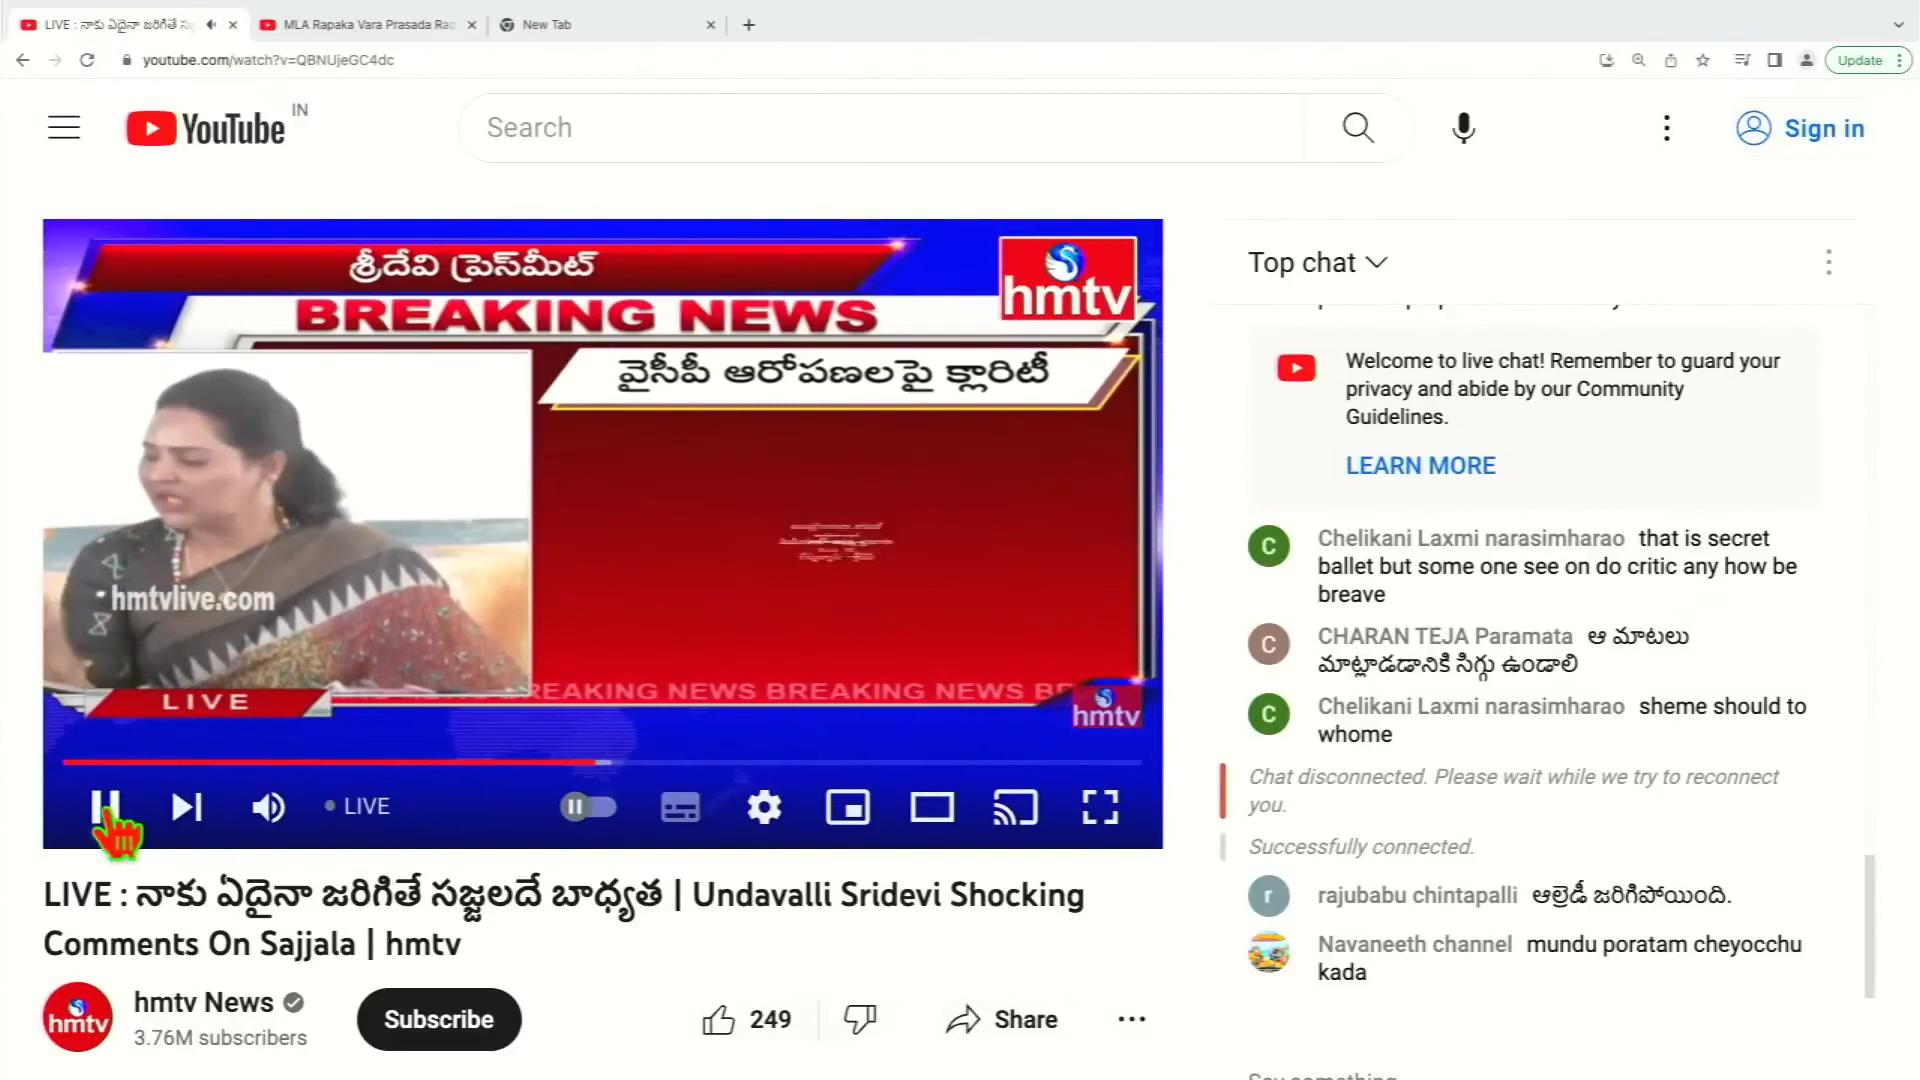 LIVE : నాకు ఏదైనా జరిగితే
MLA Rapaka Vara Prasada Rao
New Tab
youtube.com/watch?v=QBNUjeGC4dc
Update
YouTube IN
Search
Sign in
శ్రీదేవి ప్రెస్‌మీట్
BREAKING NEWS
hmtv
వైసీపీ ఆరోపణలపై క్లారిటీ
hmtvlive.com
LIVE
BREAKING NEWS BREAKING NEWS
hmtv
LIVE
LIVE : నాకు ఏదైనా జరిగితే సజ్జలదే బాధ్యత | Undavalli Sridevi Shocking
Comments On Sajjala | hmtv
hmtv
hmtv News
3.76M subscribers
Subscribe
249
Share
Top chat
Welcome to live chat! Remember to guard your
privacy and abide by our Community
Guidelines.
LEARN MORE
C
Chelikani Laxmi narasimharao that is secret
ballet but some one see on do critic any how be
breave
C
CHARAN TEJA Paramata ఆ మాటలు
మాట్లాడడానికి సిగ్గు ఉండాలి
C
Chelikani Laxmi narasimharao sheme should to
whome
Chat disconnected. Please wait while we try to reconnect
you.
Successfully connected.
r
rajubabu chintapalli ఆల్రెడీ జరిగిపోయింది.
Navaneeth channel mundu poratam cheyocchu
kada
Say something...